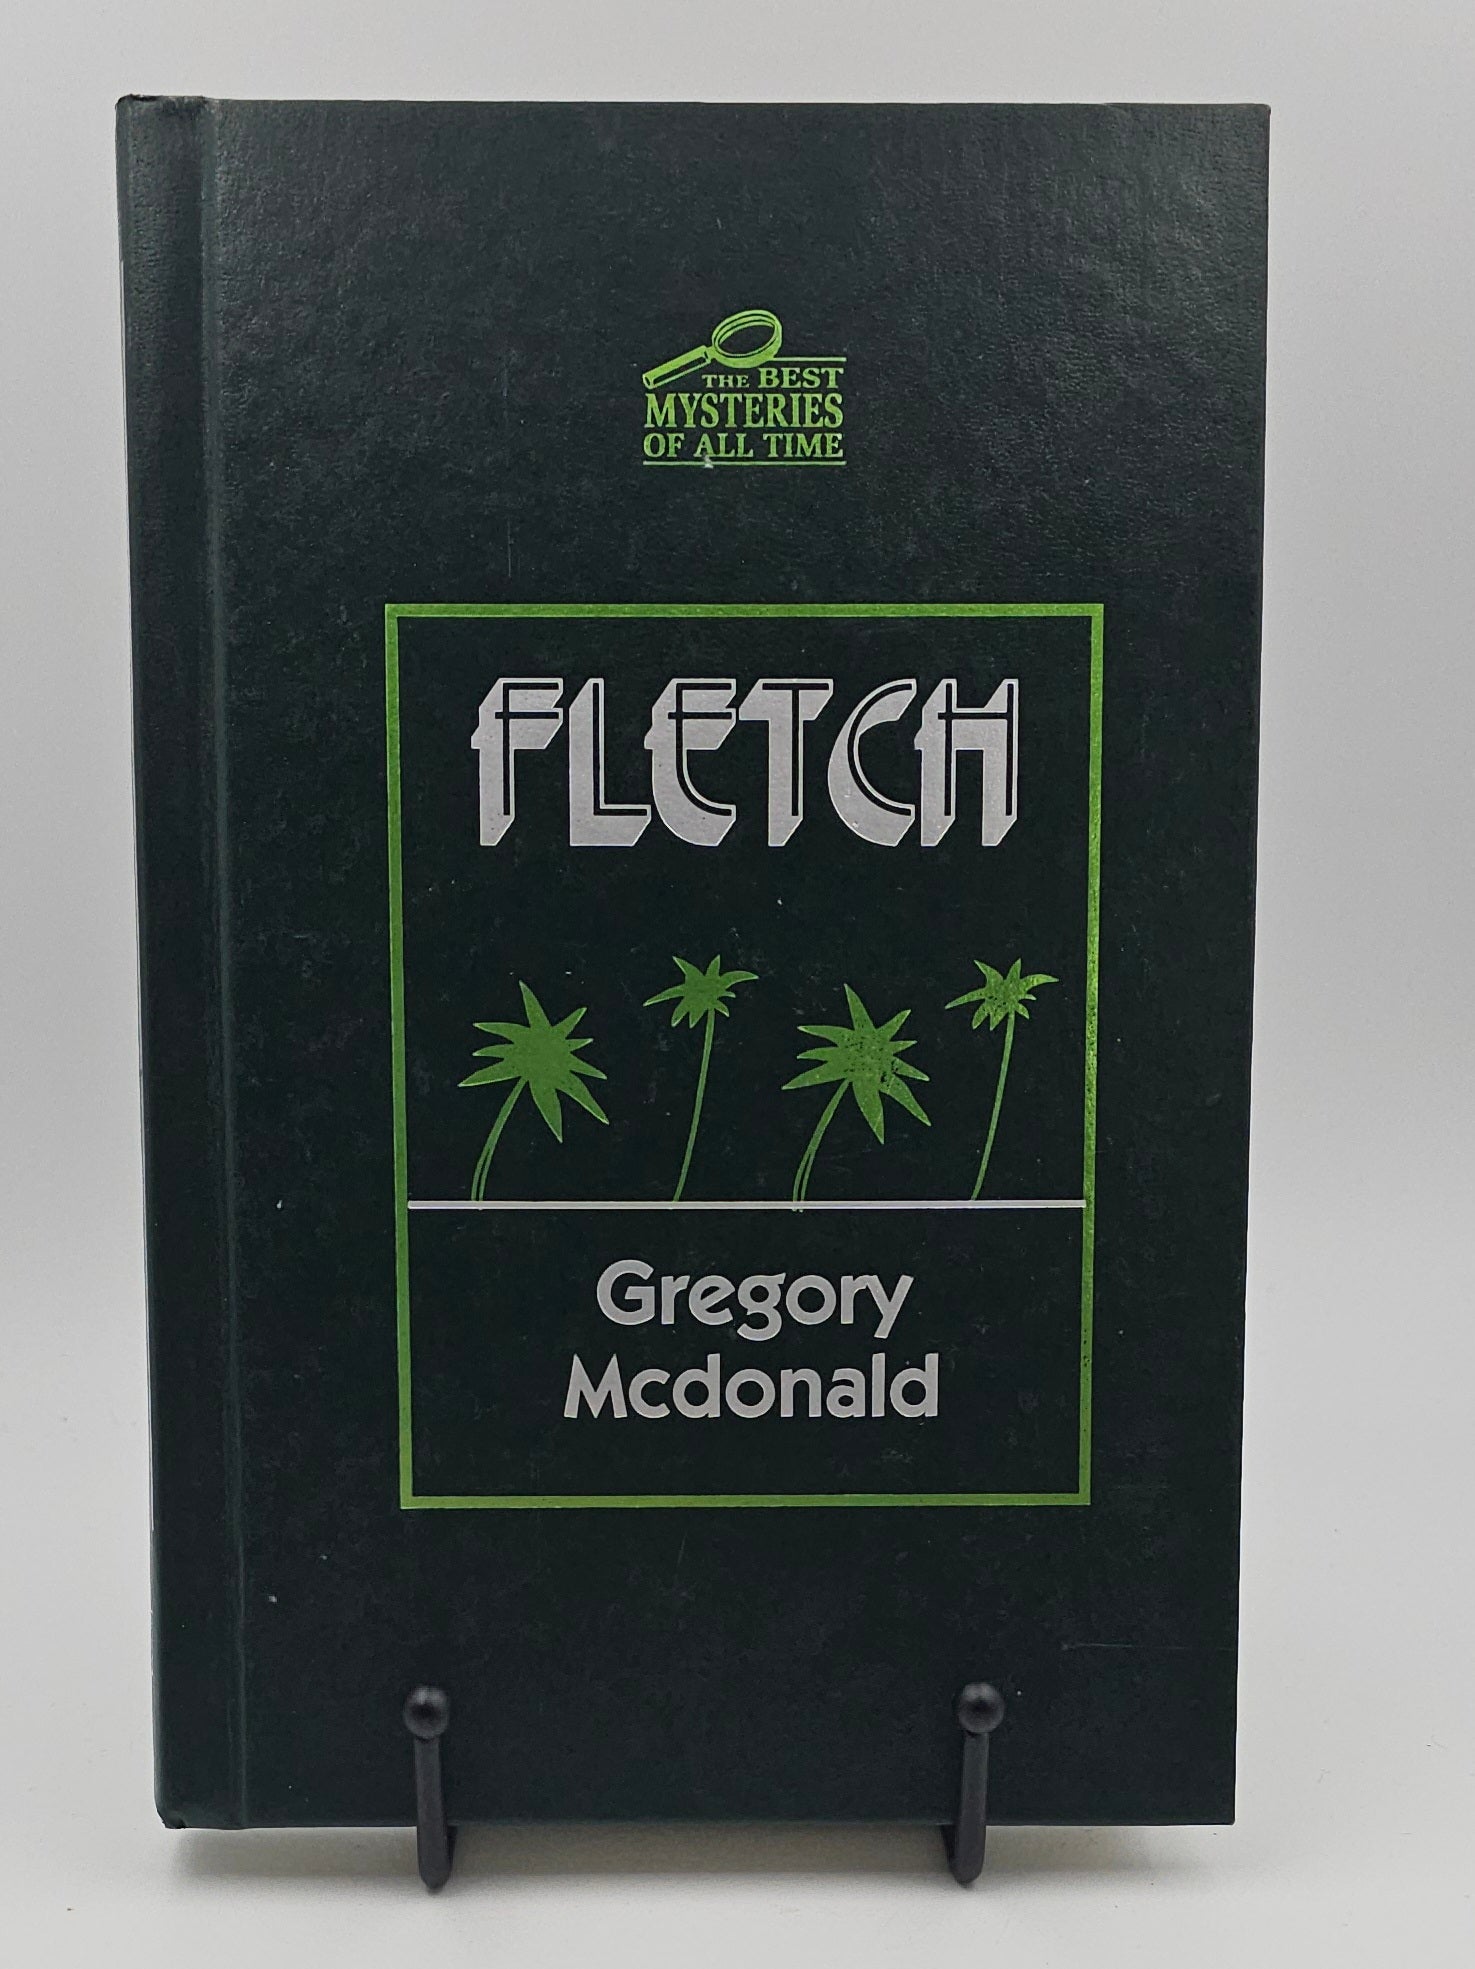 THE BEST
MYSTERIES
OF ALL TIME
FLETCH
Gregory
Mcdonald